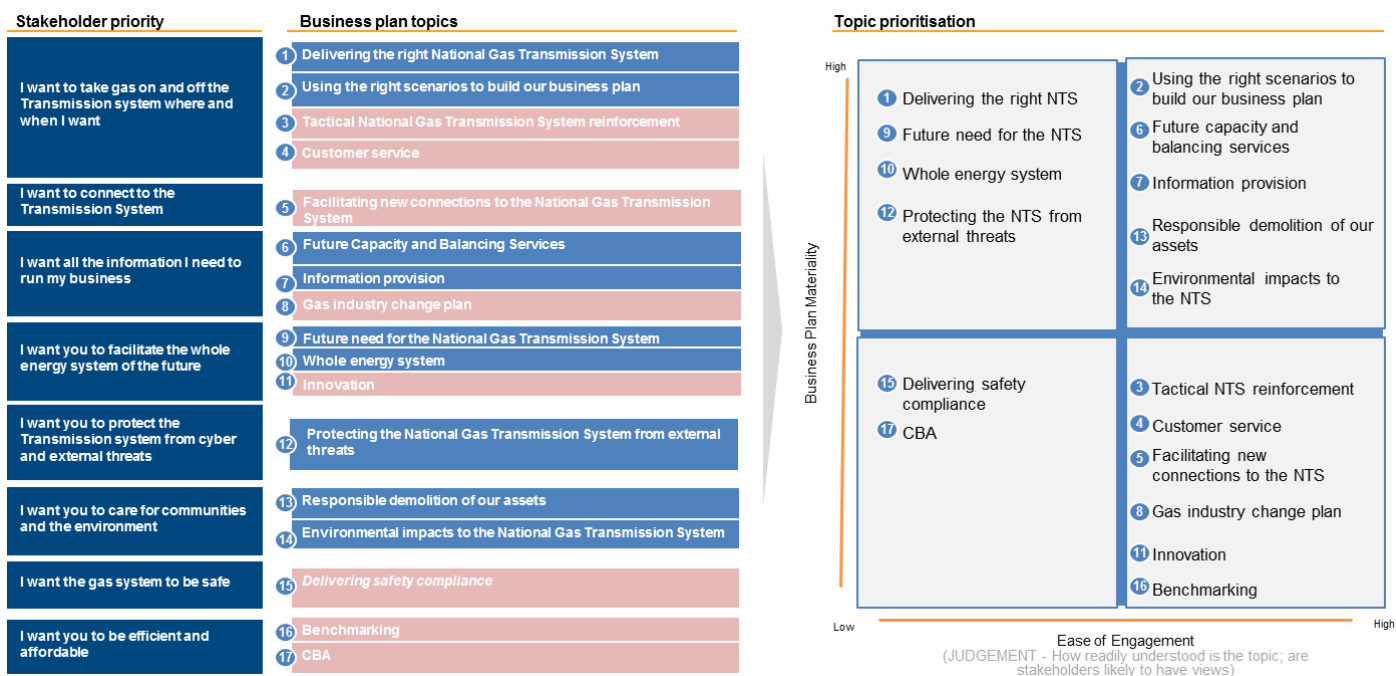 Stakeholder priority
Business plan topics
Topic prioritisation
I want to take gas on and off the
Transmission system where and
when I want
1 Delivering the right National Gas Transmission System
2 Using the right scenarios to build our business plan
3 Tactical National Gas Transmission System reinforcement
4 Customer service
I want to connect to the
Transmission System
5 Facilitating new connections to the National Gas Transmission
System
I want all the information I need to
run my business
6 Future Capacity and Balancing Services
7 Information provision
8 Gas industry change plan
I want you to facilitate the whole
energy system of the future
9 Future need for the National Gas Transmission System
10 Whole energy system
11 Innovation
I want you to protect the
Transmission system from cyber
and external threats
12 Protecting the National Gas Transmission System from external
threats
I want you to care for communities
and the environment
13 Responsible demolition of our assets
14 Environmental impacts to the National Gas Transmission System
I want the gas system to be safe
15 Delivering safety compliance
I want you to be efficient and
affordable
16 Benchmarking
17 CBA
High
Business Plan Materiality
1 Delivering the right NTS
9 Future need for the NTS
10 Whole energy system
12 Protecting the NTS from
external threats
2 Using the right scenarios to
build our business plan
6 Future capacity and
balancing services
7 Information provision
13 Responsible demolition of our
assets
14 Environmental impacts to
the NTS
15 Delivering safety
compliance
17 CBA
3 Tactical NTS reinforcement
4 Customer service
5 Facilitating new
connections to the NTS
8 Gas industry change plan
11 Innovation
16 Benchmarking
Low
High
Ease of Engagement
(JUDGEMENT - How readily understood is the topic; are
stakeholders likely to have views)